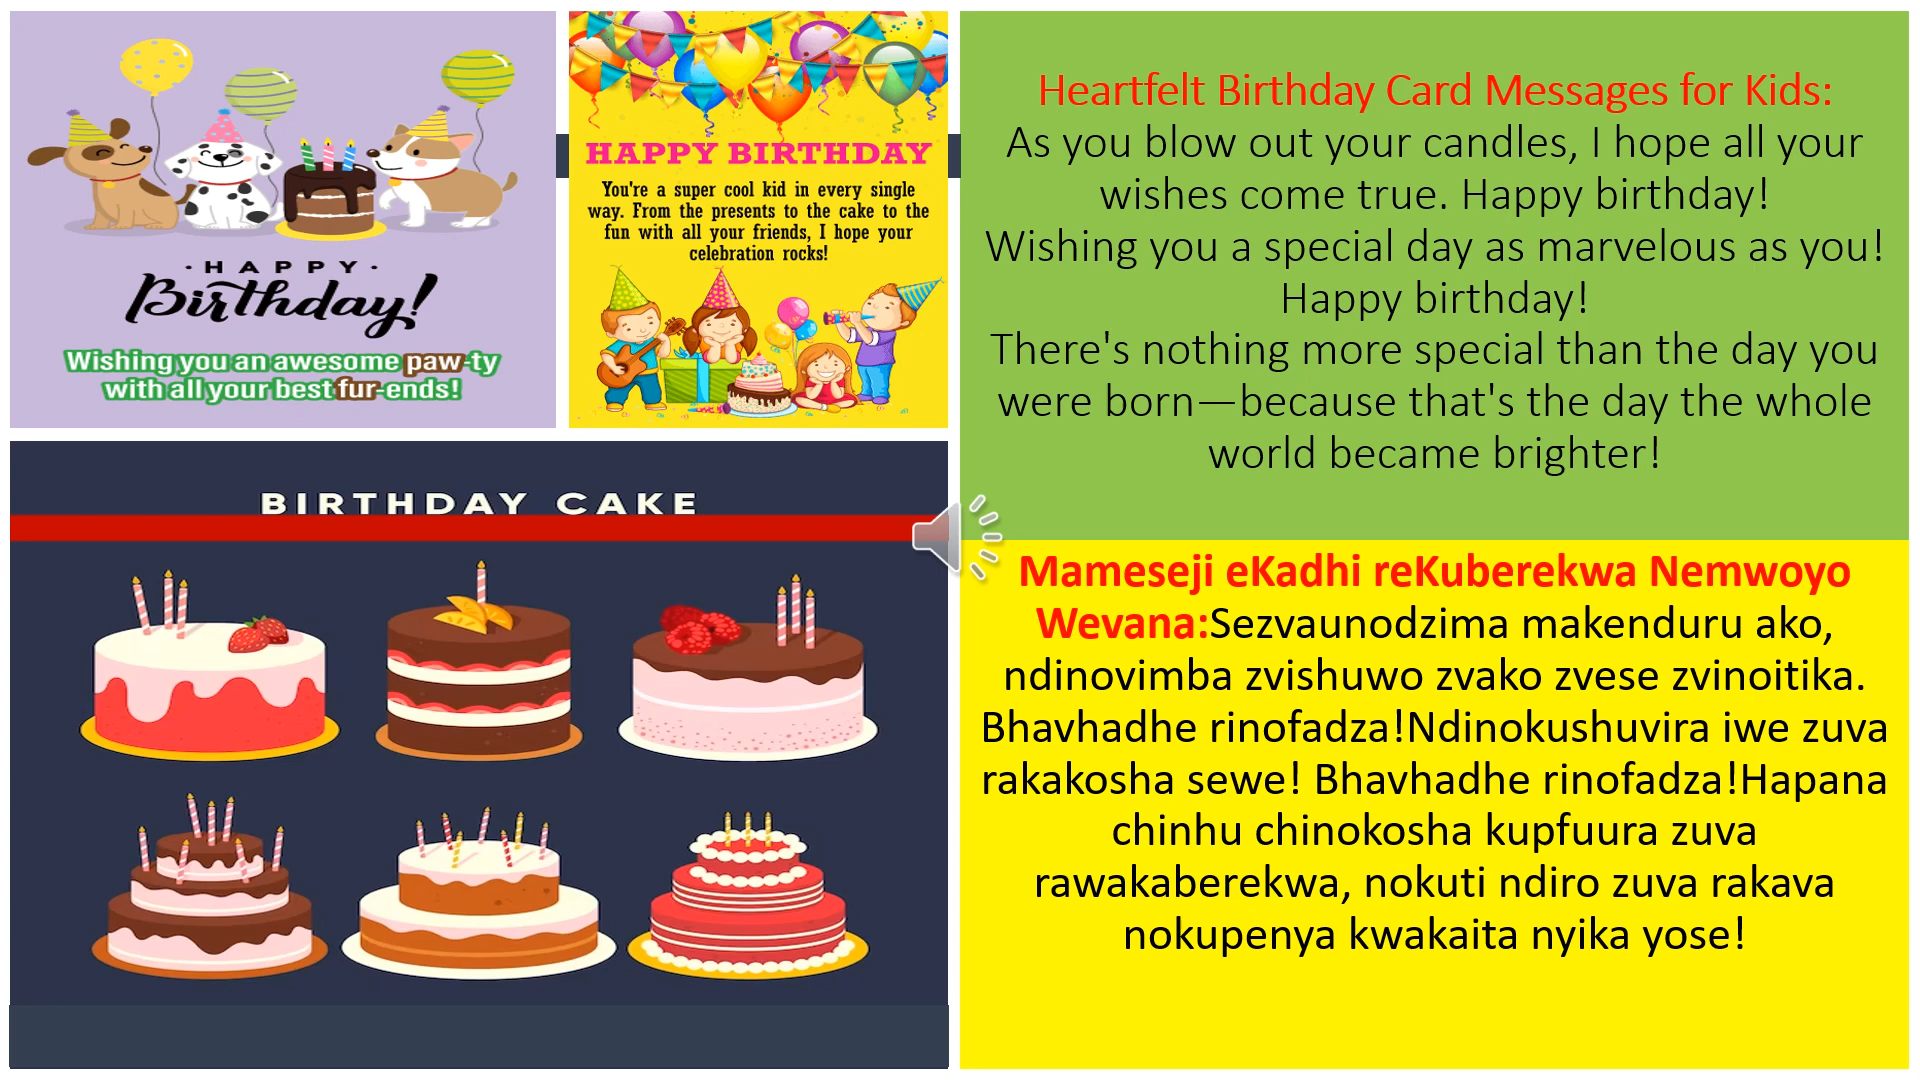 ·HAPPY·
Birthday!
Wishing you an awesome paw-ty
with all your best fur-ends!
HAPPY BIRTHDAY
You're a super cool kid in every single
way. From the presents to the cake to the
fun with all your friends, I hope your
celebration rocks!
BIRTHDAY CAKE
Heartfelt Birthday Card Messages for Kids:
As you blow out your candles, I hope all your
wishes come true. Happy birthday!
Wishing you a special day as marvelous as you!
Happy birthday!
There's nothing more special than the day you
were born—because that's the day the whole
world became brighter!
Mameseji eKadhi reKuberekwa Nemwoyo
Wevana:Sezvaunodzima makenduru ako,
ndinovimba zvishuwo zvako zvese zvinoitika.
Bhavhadhe rinofadza!Ndinokushuvira iwe zuva
rakakosha sewe! Bhavhadhe rinofadza!Hapana
chinhu chinokosha kupfuura zuva
rawakaberekwa, nokuti ndiro zuva rakava
nokupenya kwakaita nyika yose!